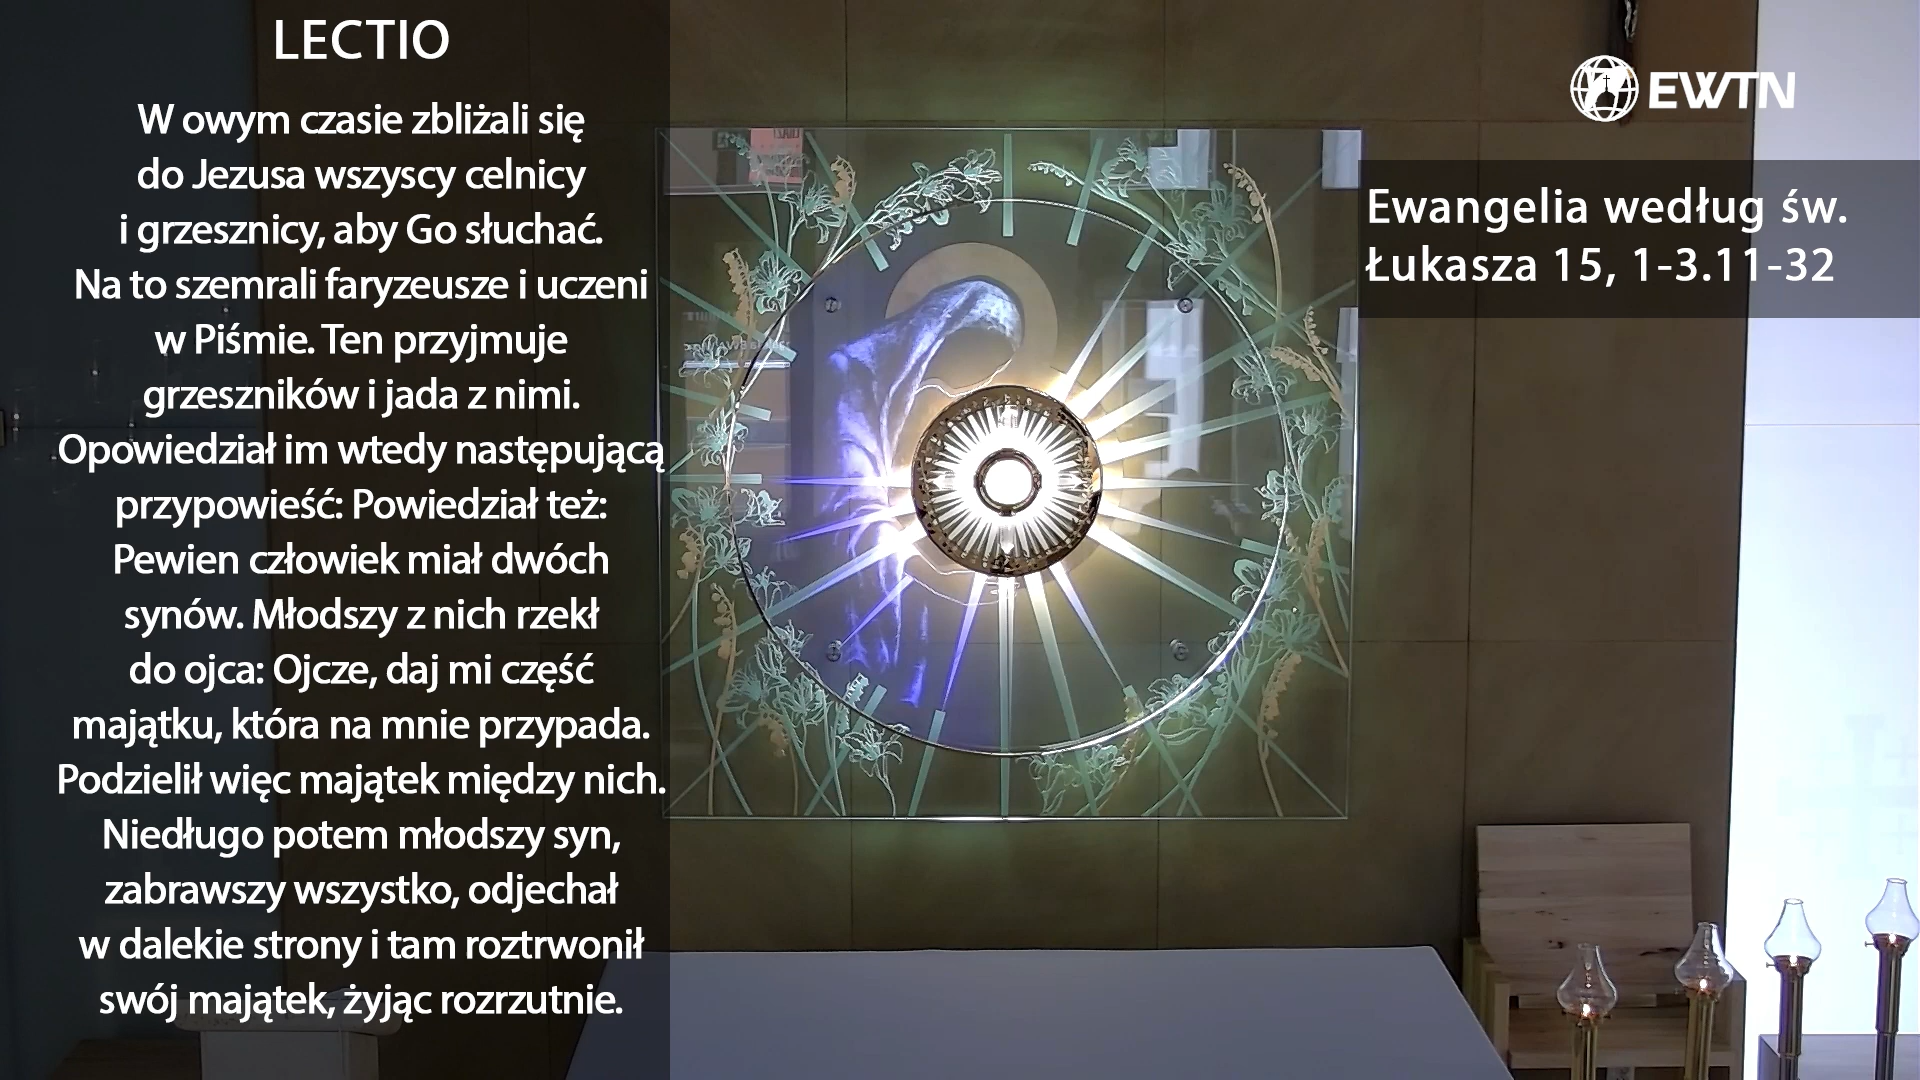 LECTIO
W owym czasie zbliżali się
do Jezusa wszyscy celnicy
i grzesznicy, aby Go słuchać.
Na to szemrali faryzeusze i uczeni
w Piśmie. Ten przyjmuje
grzeszników i jada z nimi.
Opowiedział im wtedy następującą
przypowieść: Powiedział też:
Pewien człowiek miał dwóch
synów. Młodszy z nich rzekł
do ojca: Ojcze, daj mi część
majątku, która na mnie przypada.
Podzielił więc majątek między nich.
Niedługo potem młodszy syn,
zabrawszy wszystko, odjechał
w dalekie strony i tam roztrwonił
swój majątek, żyjąc rozrzutnie.
EWTN
Ewangelia według św.
Łukasza 15, 1-3.11-32